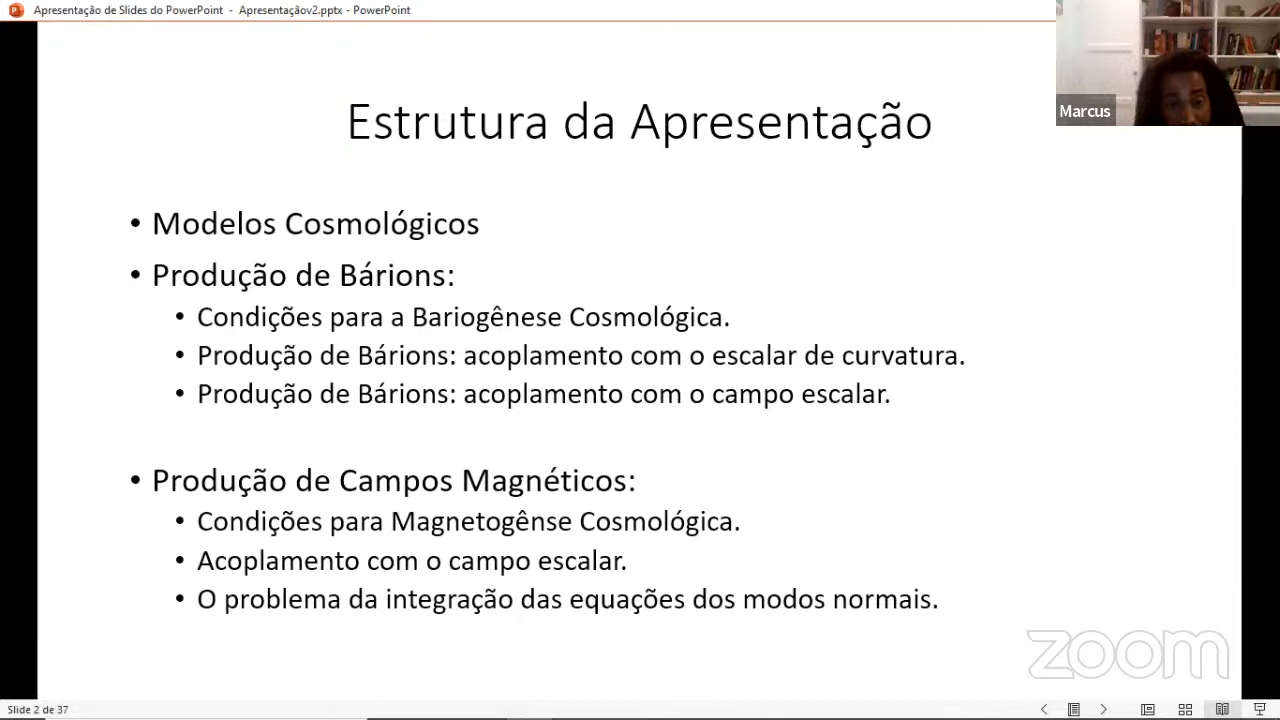 Apresentação de Slides do PowerPoint - Apresentaçãov2.pptx - PowerPoint
Marcus
Estrutura da Apresentação
• Modelos Cosmológicos
• Produção de Bárions:
• Condições para a Bariogênese Cosmológica.
• Produção de Bárions: acoplamento com o escalar de curvatura.
• Produção de Bárions: acoplamento com o campo escalar.
• Produção de Campos Magnéticos:
• Condições para Magnetogênse Cosmológica.
• Acoplamento com o campo escalar.
• O problema da integração das equações dos modos normais.
zoom
Slide 2 de 37